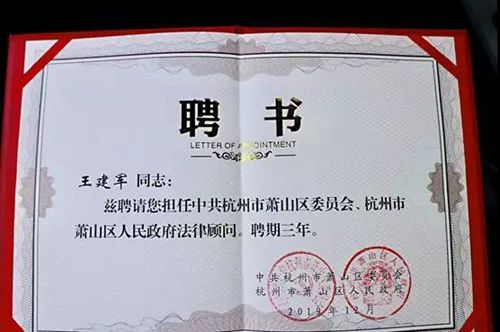 聘书
LETTER OF APPOINTMENT
王建军 同志：
兹聘请您担任中共杭州市萧山区委员会、杭州市
萧山区人民政府法律顾问。聘期三年。
中共杭州市萧山区委员会
杭州市萧山区人民政府
2019年12月